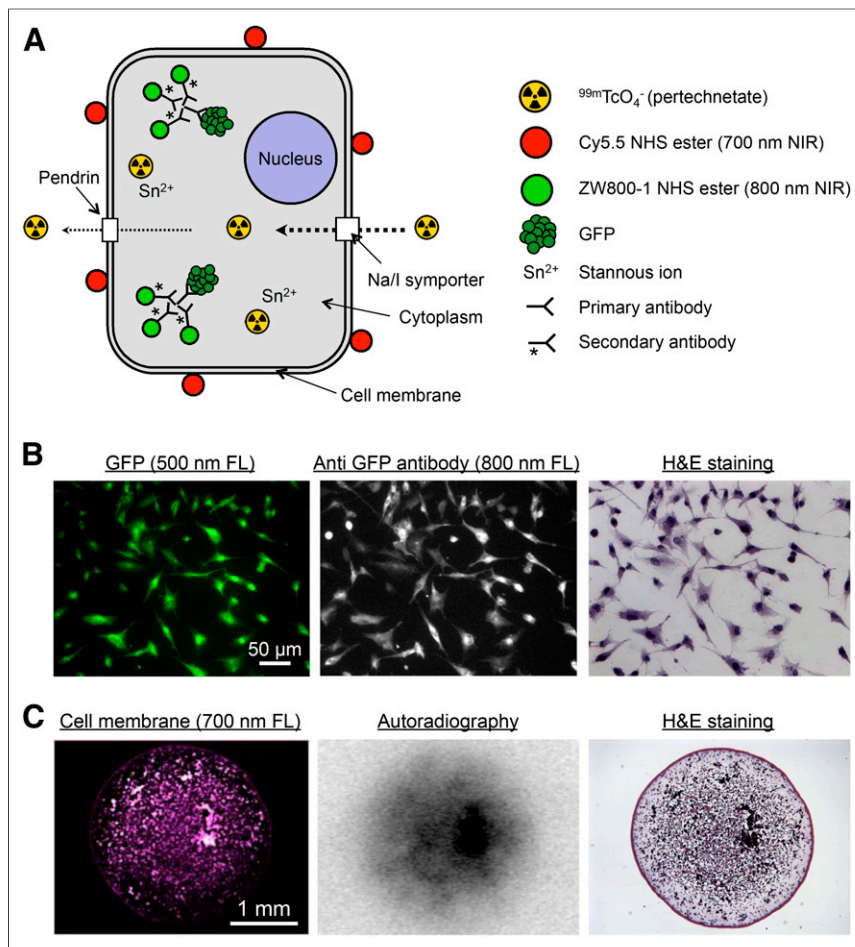 A
Nucleus
Pendrin
Sn²⁺
Sn²⁺
Na/I symporter
Cytoplasm
Cell membrane
⁹⁹ᵐTcO₄⁻ (pertechnetate)
Cy5.5 NHS ester (700 nm NIR)
ZW800-1 NHS ester (800 nm NIR)
GFP
Sn²⁺ Stannous ion
Primary antibody
* Secondary antibody
B
GFP (500 nm FL) Anti GFP antibody (800 nm FL) H&E staining
50 µm
C
Cell membrane (700 nm FL) Autoradiography H&E staining
1 mm